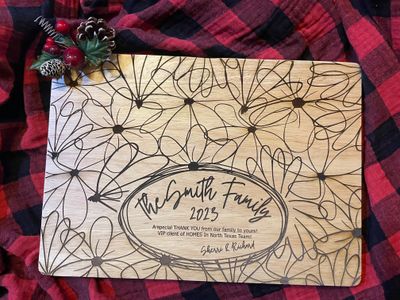 the Smith Family
2023
A special THANK YOU from our family to yours!
VIP client of HOMES In North Texas Team!
Sherri & Richard